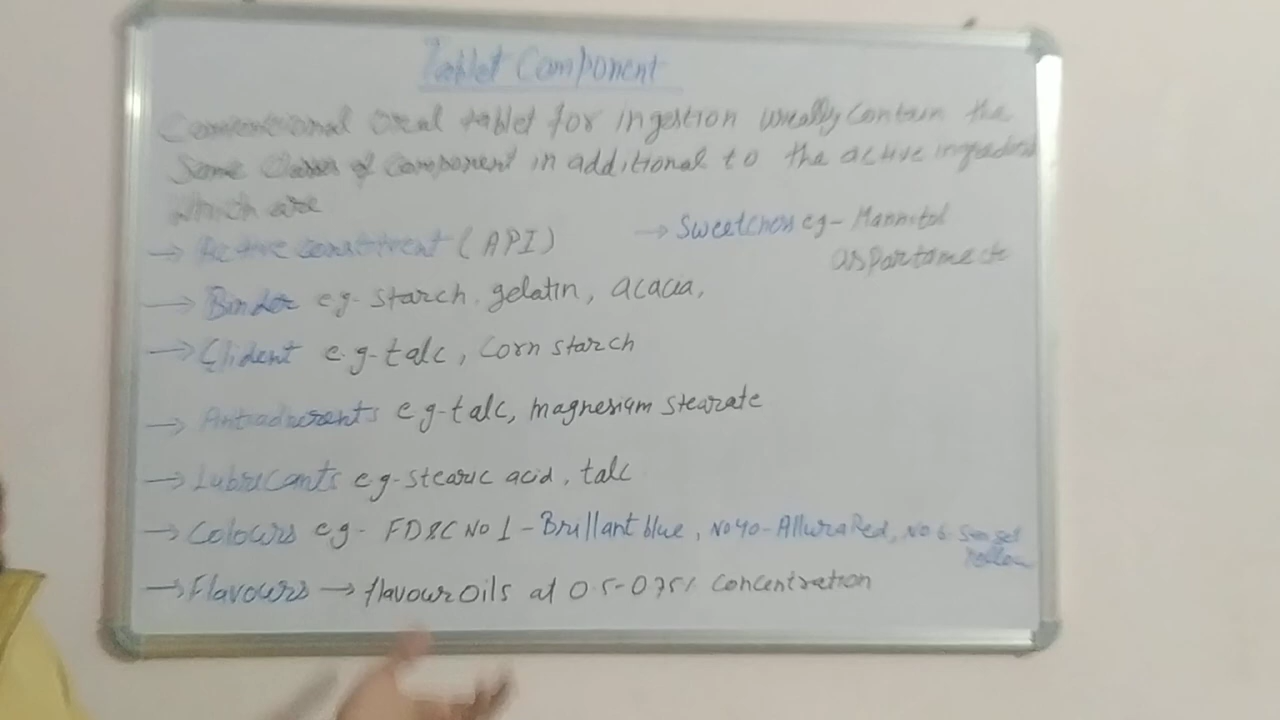 Tablet Component
Conventional oral tablet for ingestion usually contain the
Same Classes of Component in additional to the active ingredient
which are
→ Active constituent (API)
→ Sweetners eg- Mannitol
aspartame etc
→ Binder e.g- starch, gelatin, acacia,
→ Glident e.g- talc, Corn starch
→ Antiadherents e.g- talc, magnesium stearate
→ Lubricants e.g- stearic acid, talc
→ Colours eg- FD&C NO 1 - Brullant blue, NO 40- Allura Red, NO 6 Sunset
Yellow
→ Flavours → flavour oils at 0.5-0.75% concentration